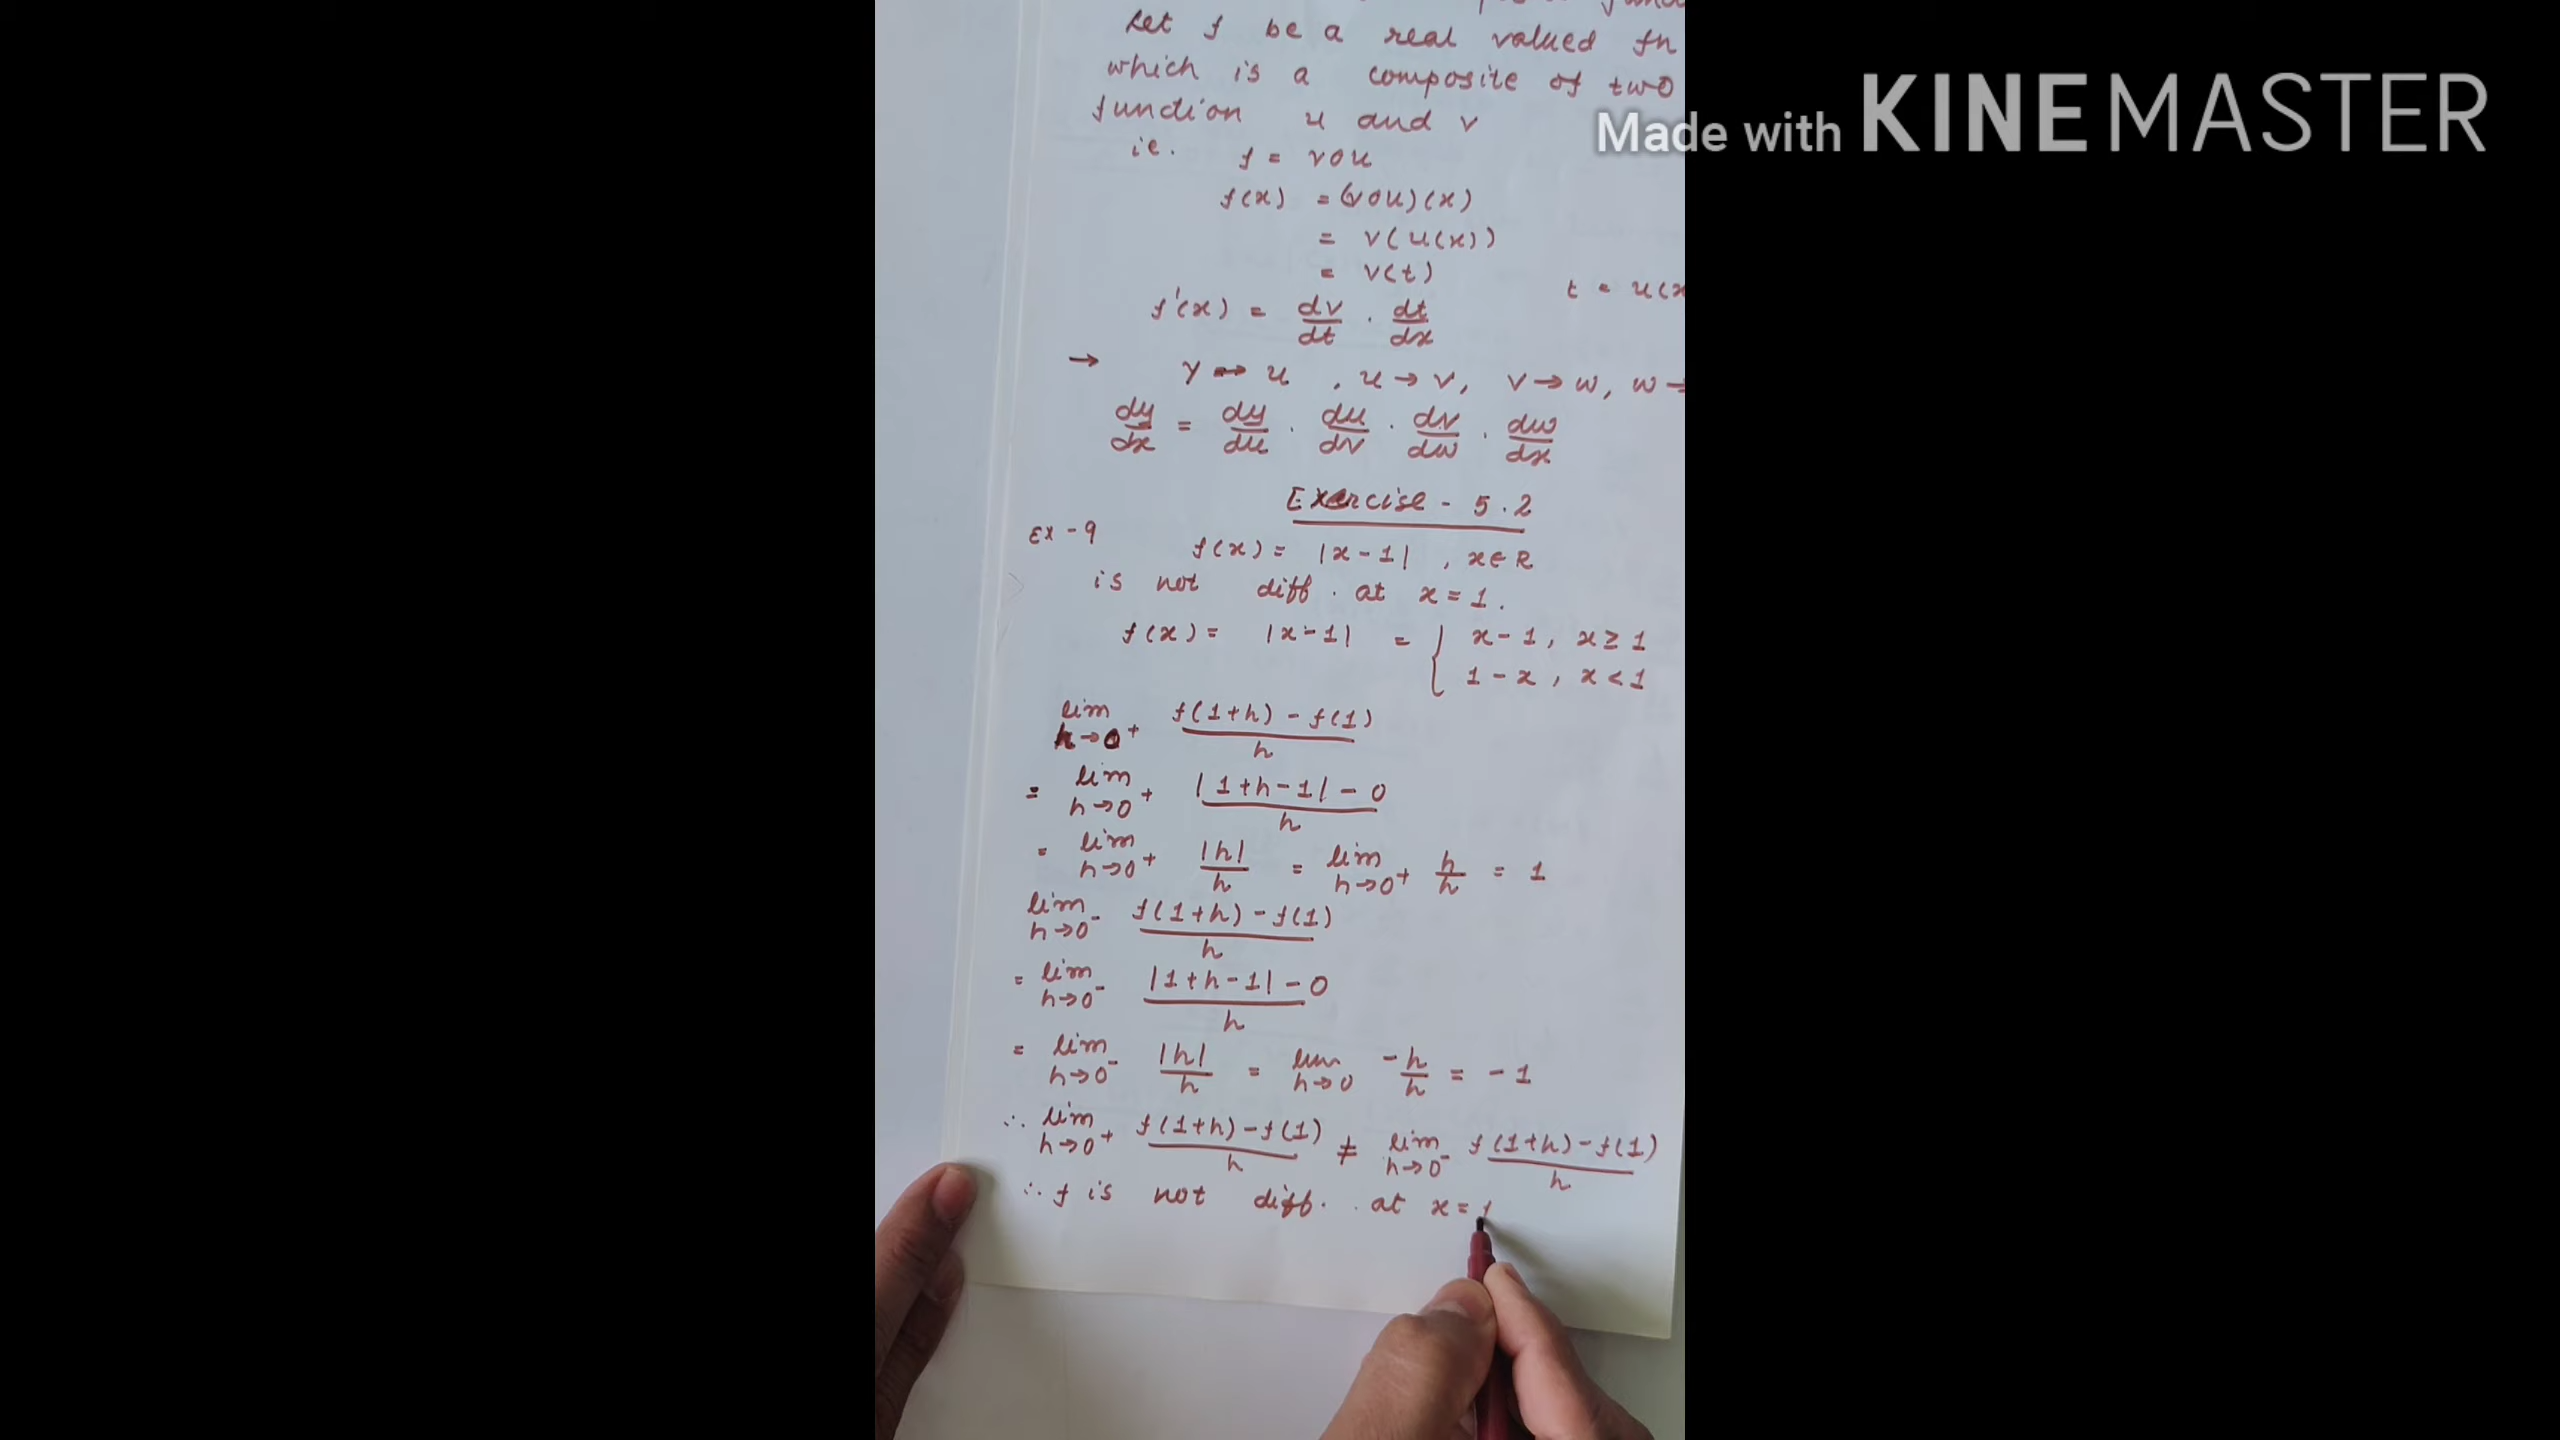 Let f be a real valued fn
which is a composite of two
function u and v
ie. f = vou
f(x) = (vou)(x)
= v(u(x))
= v(t) t = u(x
f'(x) = dv/dt . dt/dx
→ y → u , u → v, v → w, w →
dy/dx = dy/du . du/dv . dv/dw . dw/dx
Exercise - 5.2
Ex - 9 f(x) = |x-1| , x∈R
is not diff. at x = 1.
f(x) = |x-1| = { x-1, x≥1
1-x, x<1
lim h→0+ f(1+h) - f(1) / h
= lim h→0+ |1+h-1| - 0 / h
= lim h→0+ |h|/h = lim h→0+ h/h = 1
lim h→0- f(1+h) - f(1) / h
= lim h→0- |1+h-1| - 0 / h
= lim h→0- |h|/h = lim h→0 -h/h = -1
∴ lim h→0+ f(1+h) - f(1) / h ≠ lim h→0- f(1+h) - f(1) / h
∴ f is not diff. at x = 1
Made with KINEMASTER